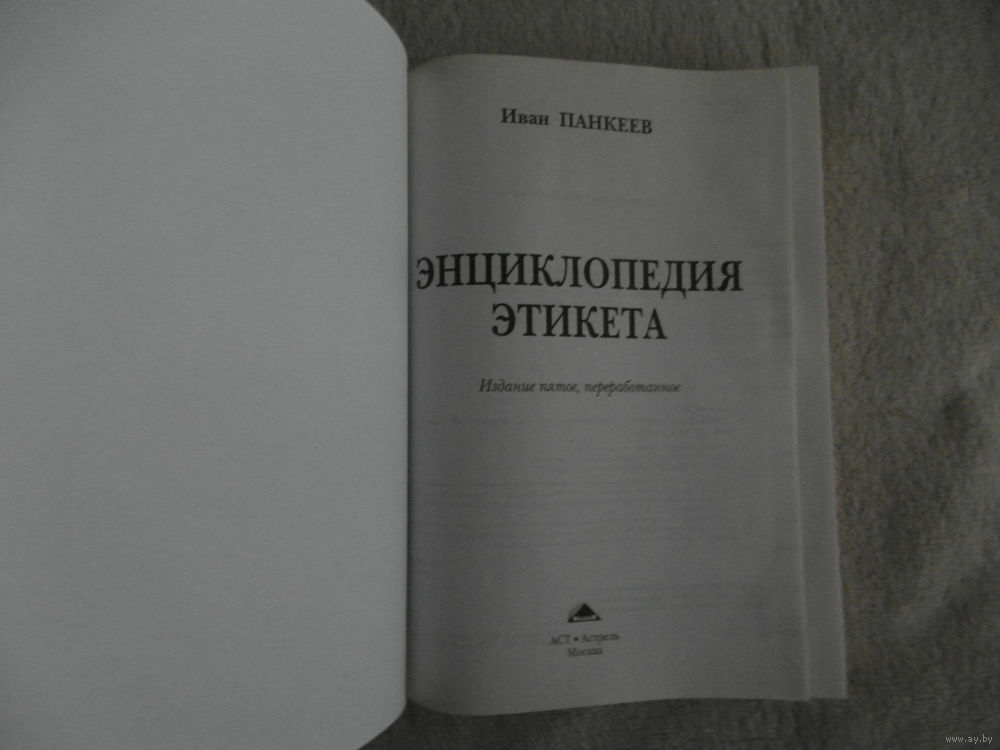 Иван ПАНКЕЕВ
ЭНЦИКЛОПЕДИЯ
ЭТИКЕТА
Издание пятое, переработанное
АСТ • Астрель
Москва
www.ay.by